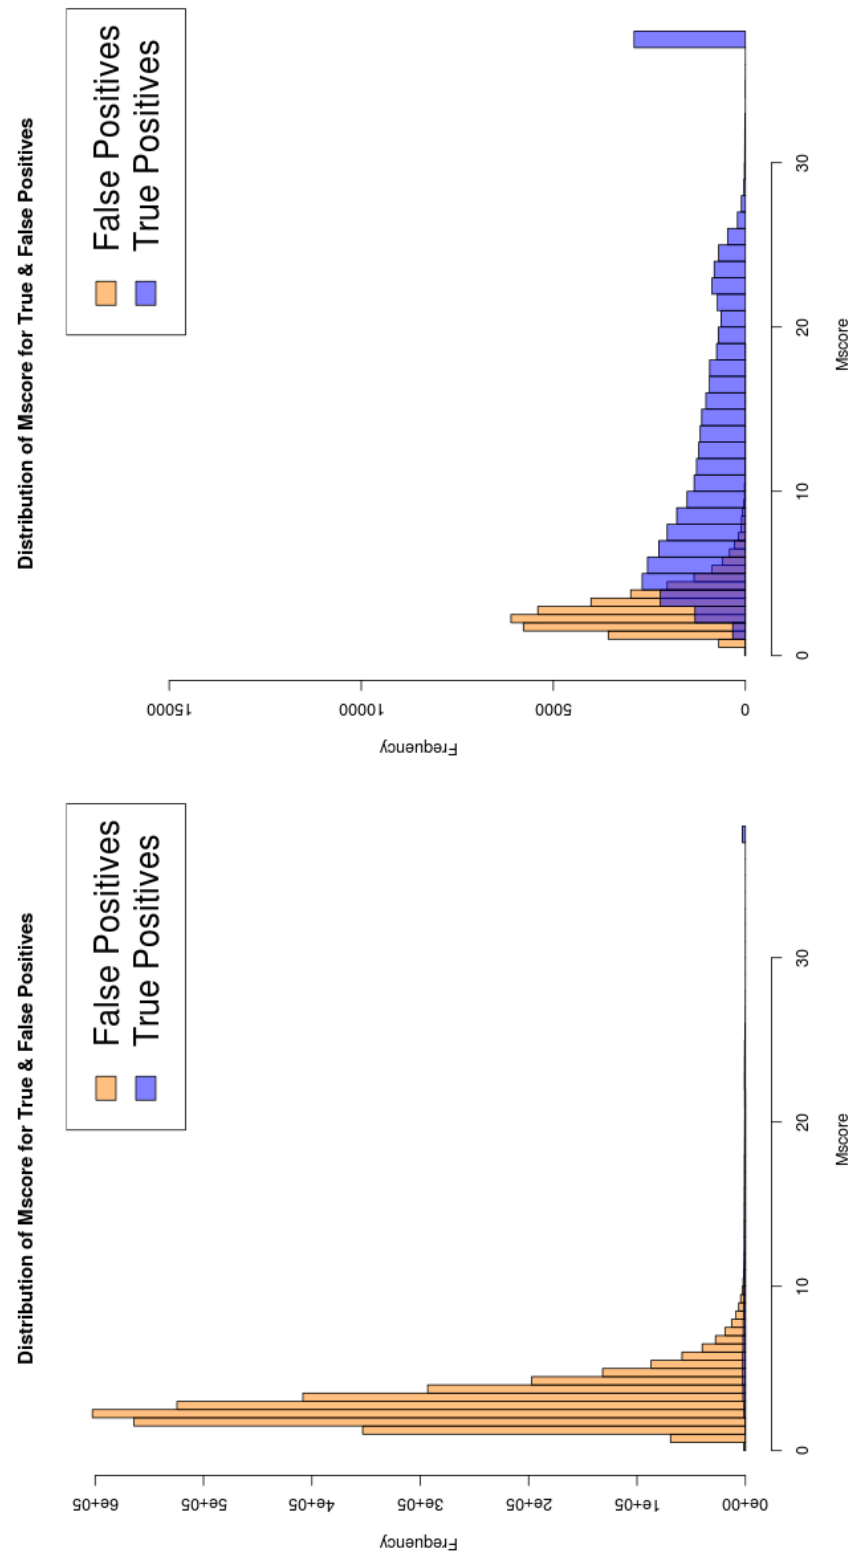 Distribution of Mscore for True & False Positives
False Positives
True Positives
Frequency
0e+00
1e+05
2e+05
3e+05
4e+05
5e+05
6e+05
0
10
20
30
Mscore
Distribution of Mscore for True & False Positives
False Positives
True Positives
Frequency
0
5000
10000
15000
0
10
20
30
Mscore